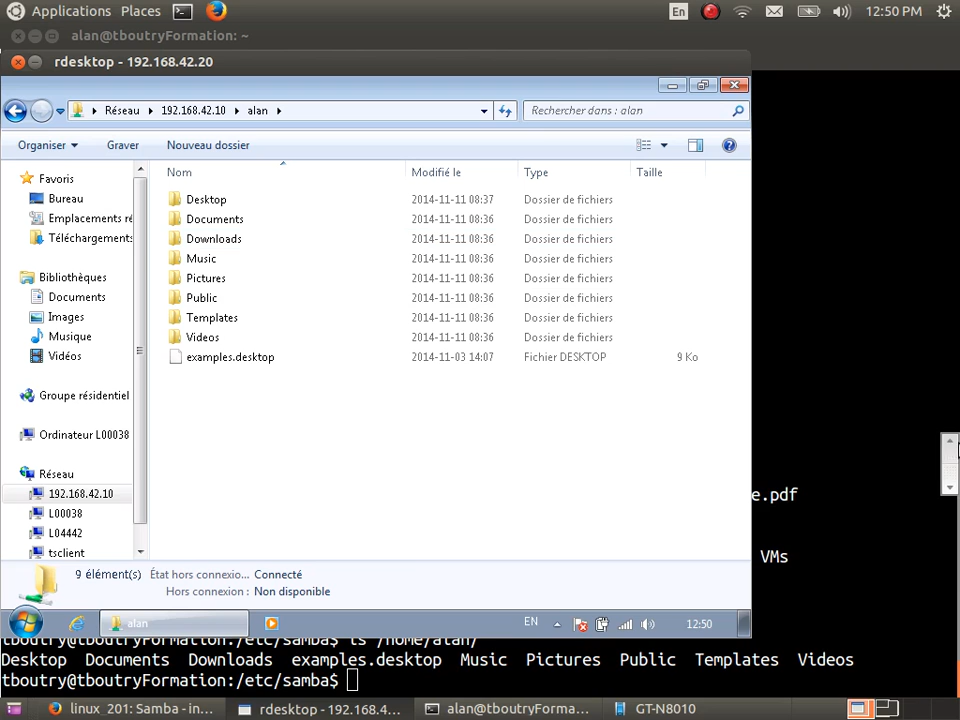 Applications Places En 12:50 PM
alan@tboutryFormation: ~
rdesktop - 192.168.42.20
Réseau 192.168.42.10 alan Rechercher dans : alan
Organiser Graver Nouveau dossier
Nom Modifié le Type Taille
Favoris
Bureau
Emplacements ré
Téléchargements
Bibliothèques
Documents
Images
Musique
Vidéos
Groupe résidentiel
Ordinateur L00038
Réseau
192.168.42.10
L00038
L04442
tsclient
Desktop 2014-11-11 08:37 Dossier de fichiers
Documents 2014-11-11 08:36 Dossier de fichiers
Downloads 2014-11-11 08:36 Dossier de fichiers
Music 2014-11-11 08:36 Dossier de fichiers
Pictures 2014-11-11 08:36 Dossier de fichiers
Public 2014-11-11 08:36 Dossier de fichiers
Templates 2014-11-11 08:36 Dossier de fichiers
Videos 2014-11-11 08:36 Dossier de fichiers
examples.desktop 2014-11-03 14:07 Fichier DESKTOP 9 Ko
e.pdf
VMs
9 élément(s) État hors connexio... Connecté
Hors connexion : Non disponible
alan EN 12:50
tboutry@tboutryFormation:/etc/samba$ ls /home/alan/
Desktop Documents Downloads examples.desktop Music Pictures Public Templates Videos
tboutry@tboutryFormation:/etc/samba$
linux_201: Samba - in... rdesktop - 192.168.4... alan@tboutryForma... GT-N8010